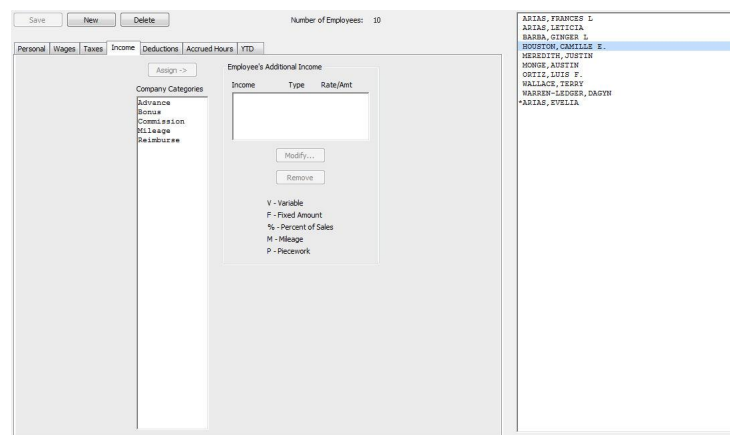 Save New Delete Number of Employees: 10
Personal Wages Taxes Income Deductions Accrued Hours YTD
Assign ->
Company Categories
Advance
Bonus
Commission
Mileage
Reimburse
Employee's Additional Income
Income Type Rate/Amt
Modify...
Remove
V - Variable
F - Fixed Amount
% - Percent of Sales
M - Mileage
P - Piecework
ARIAS,FRANCES L
ARIAS,LETICIA
BARBA,GINGER L
HOUSTON,CAMILLE E.
MEREDITH,JUSTIN
MONGE,AUSTIN
ORTIZ,LUIS F.
WALLACE,TERRY
WARREN-LEDGER,DAGYN
*ARIAS,EVELIA